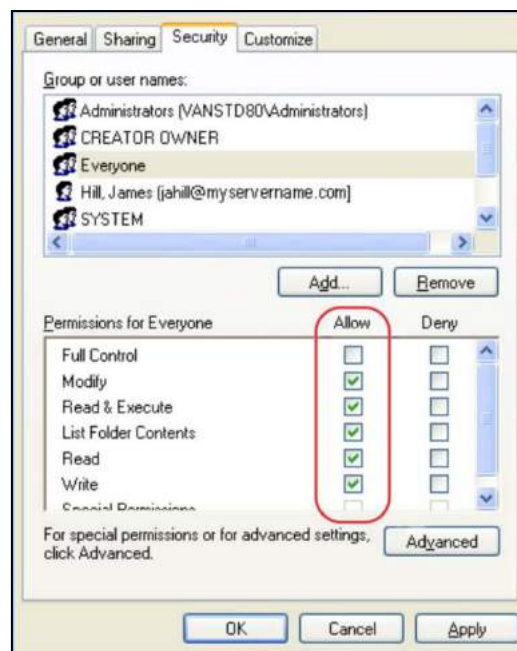 General Sharing Security Customize
Group or user names:
Administrators (VANSTD80\Administrators)
CREATOR OWNER
Everyone
Hill, James [jahill@myservername.com]
SYSTEM
Add... Remove
Permissions for Everyone Allow Deny
Full Control
Modify
Read & Execute
List Folder Contents
Read
Write
Special Permissions
For special permissions or for advanced settings, Advanced
click Advanced.
OK Cancel Apply